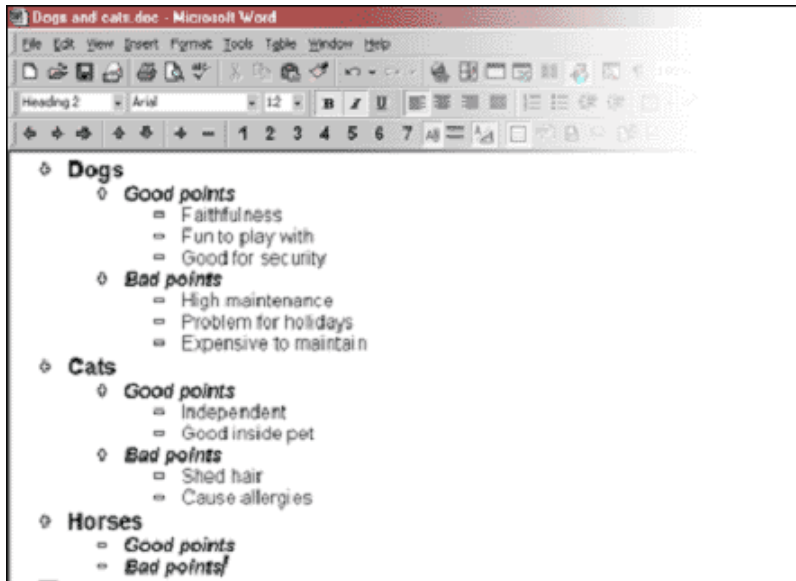 Dogs and cats.doc - Microsoft Word
File Edit View Insert Format Tools Table Window Help
Heading 2 Arial 12 B I U
1 2 3 4 5 6 7 All
Dogs
Good points
Faithfulness
Fun to play with
Good for security
Bad points
High maintenance
Problem for holidays
Expensive to maintain
Cats
Good points
Independent
Good inside pet
Bad points
Shed hair
Cause allergies
Horses
Good points
Bad points